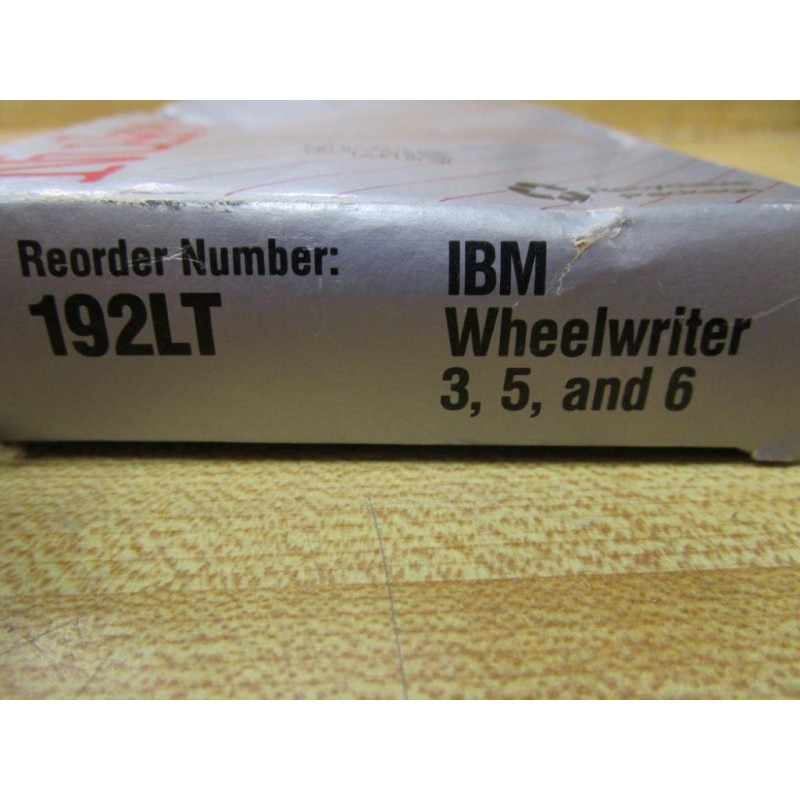 Reorder Number:
192LT
IBM
Wheelwriter
3, 5, and 6